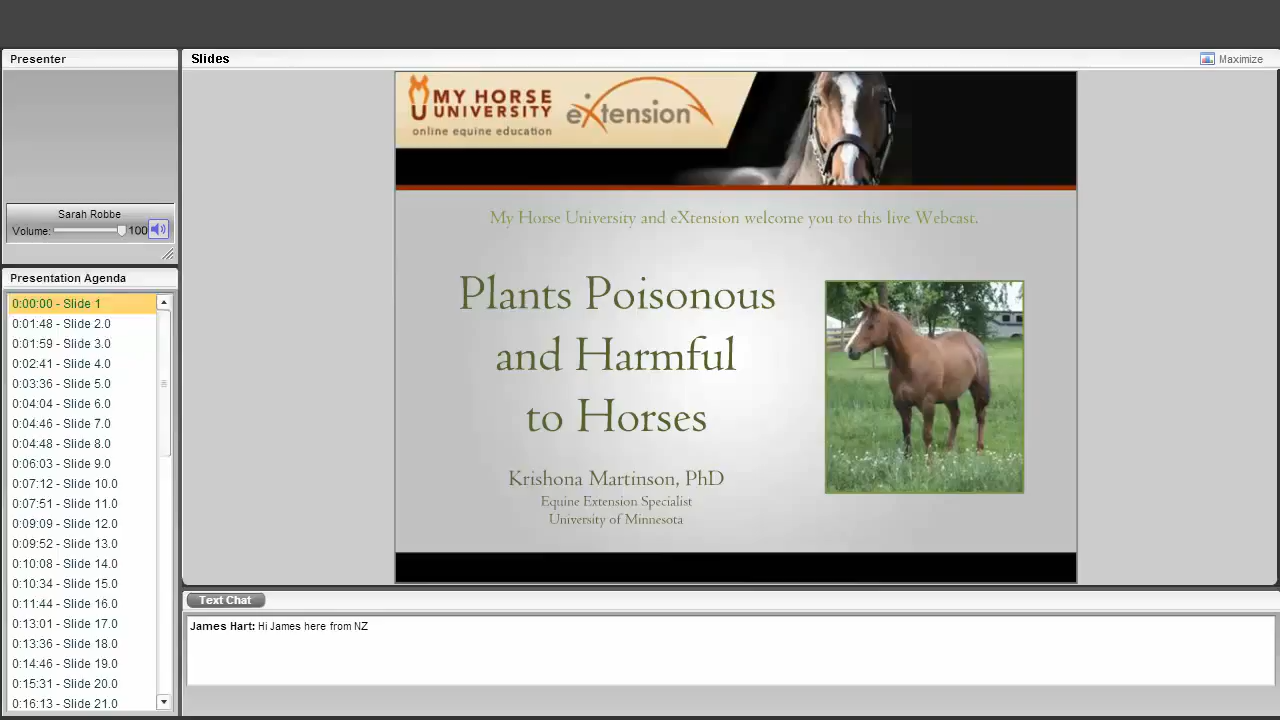 Presenter
Sarah Robbe
Volume: 100
Presentation Agenda
0:00:00 - Slide 1
0:01:48 - Slide 2.0
0:01:59 - Slide 3.0
0:02:41 - Slide 4.0
0:03:36 - Slide 5.0
0:04:04 - Slide 6.0
0:04:46 - Slide 7.0
0:04:48 - Slide 8.0
0:06:03 - Slide 9.0
0:07:12 - Slide 10.0
0:07:51 - Slide 11.0
0:09:09 - Slide 12.0
0:09:52 - Slide 13.0
0:10:08 - Slide 14.0
0:10:34 - Slide 15.0
0:11:44 - Slide 16.0
0:13:01 - Slide 17.0
0:13:36 - Slide 18.0
0:14:46 - Slide 19.0
0:15:31 - Slide 20.0
0:16:13 - Slide 21.0
Slides
Maximize
MY HORSE
UNIVERSITY
online equine education
eXtension
My Horse University and eXtension welcome you to this live Webcast.
Plants Poisonous
and Harmful
to Horses
Krishona Martinson, PhD
Equine Extension Specialist
University of Minnesota
Text Chat
James Hart: Hi James here from NZ